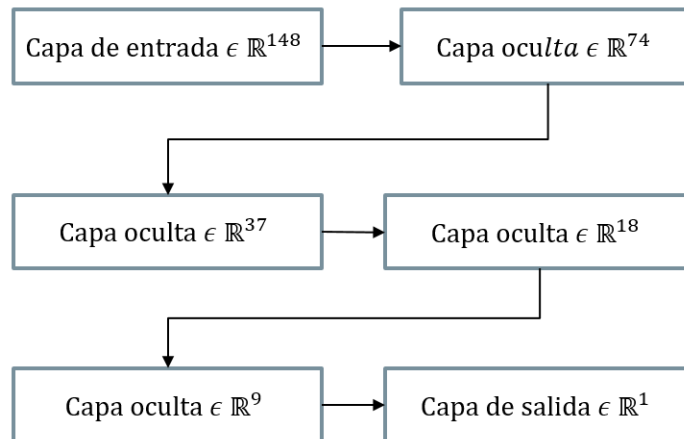 Capa de entrada ϵ ℝ¹⁴⁸
Capa oculta ϵ ℝ⁷⁴
Capa oculta ϵ ℝ³⁷
Capa oculta ϵ ℝ¹⁸
Capa oculta ϵ ℝ⁹
Capa de salida ϵ ℝ¹